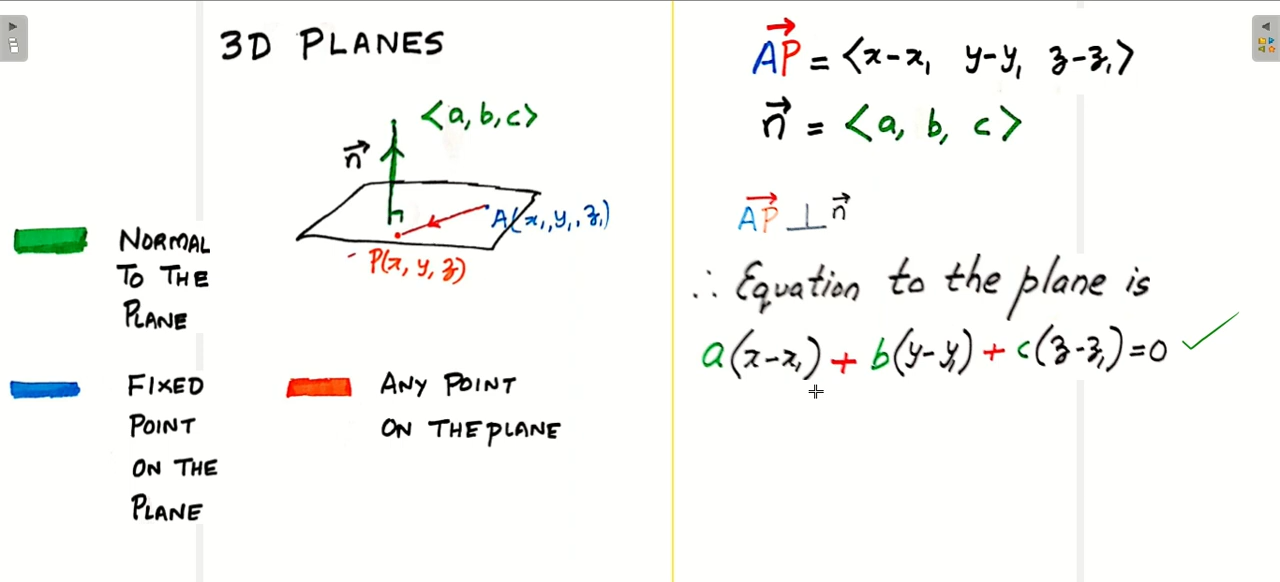 3D PLANES
<a, b, c>
n
A(x₁, y₁, z₁)
P(x, y, z)
NORMAL
TO THE
PLANE
FIXED
POINT
ON THE
PLANE
ANY POINT
ON THE PLANE
AP = <x-x₁ y-y₁ z-z₁>
n = <a, b, c>
AP ⊥ n
∴ Equation to the plane is
a(x-x₁) + b(y-y₁) + c(z-z₁)=0 ✓